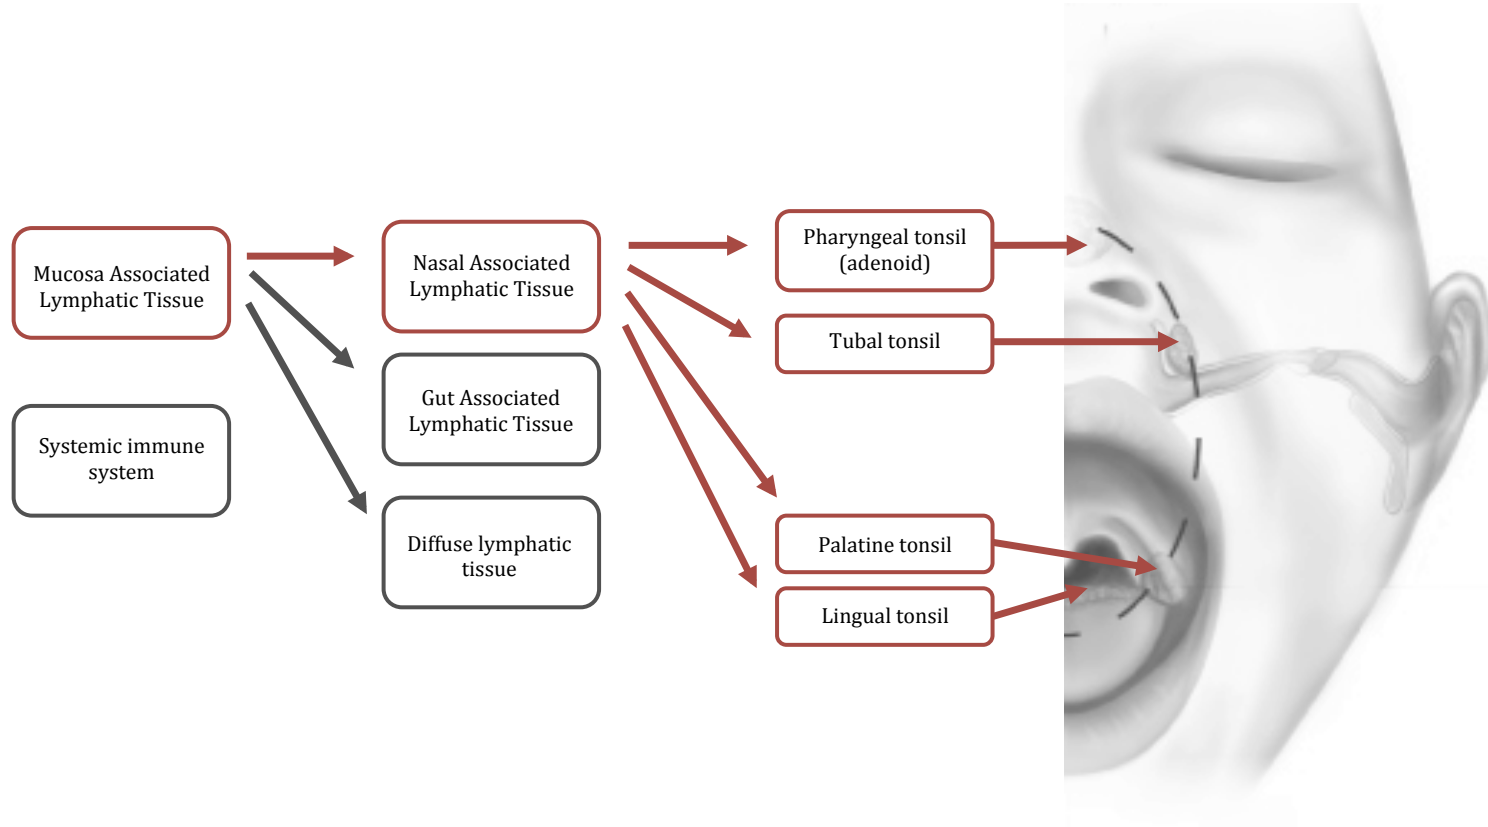 Mucosa Associated
Lymphatic Tissue
Systemic immune
system
Nasal Associated
Lymphatic Tissue
Gut Associated
Lymphatic Tissue
Diffuse lymphatic
tissue
Pharyngeal tonsil
(adenoid)
Tubal tonsil
Palatine tonsil
Lingual tonsil